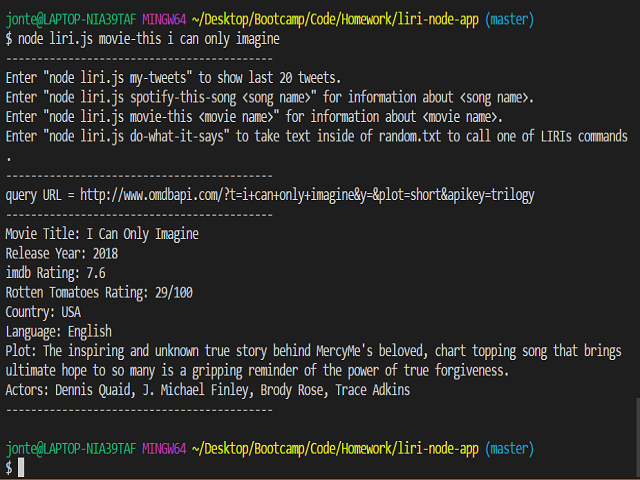 jonte@LAPTOP-NIA39TAF MINGW64 ~/Desktop/Bootcamp/Code/Homework/liri-node-app (master)
$ node liri.js movie-this i can only imagine
-----------------------------------------
Enter "node liri.js my-tweets" to show last 20 tweets.
Enter "node liri.js spotify-this-song <song name>" for information about <song name>.
Enter "node liri.js movie-this <movie name>" for information about <movie name>.
Enter "node liri.js do-what-it-says" to take text inside of random.txt to call one of LIRIs commands
.
-----------------------------------------
query URL = http://www.omdbapi.com/?t=i+can+only+imagine&y=&plot=short&apikey=trilogy
-----------------------------------------
Movie Title: I Can Only Imagine
Release Year: 2018
imdb Rating: 7.6
Rotten Tomatoes Rating: 29/100
Country: USA
Language: English
Plot: The inspiring and unknown true story behind MercyMe's beloved, chart topping song that brings
ultimate hope to so many is a gripping reminder of the power of true forgiveness.
Actors: Dennis Quaid, J. Michael Finley, Brody Rose, Trace Adkins
-----------------------------------------
jonte@LAPTOP-NIA39TAF MINGW64 ~/Desktop/Bootcamp/Code/Homework/liri-node-app (master)
$